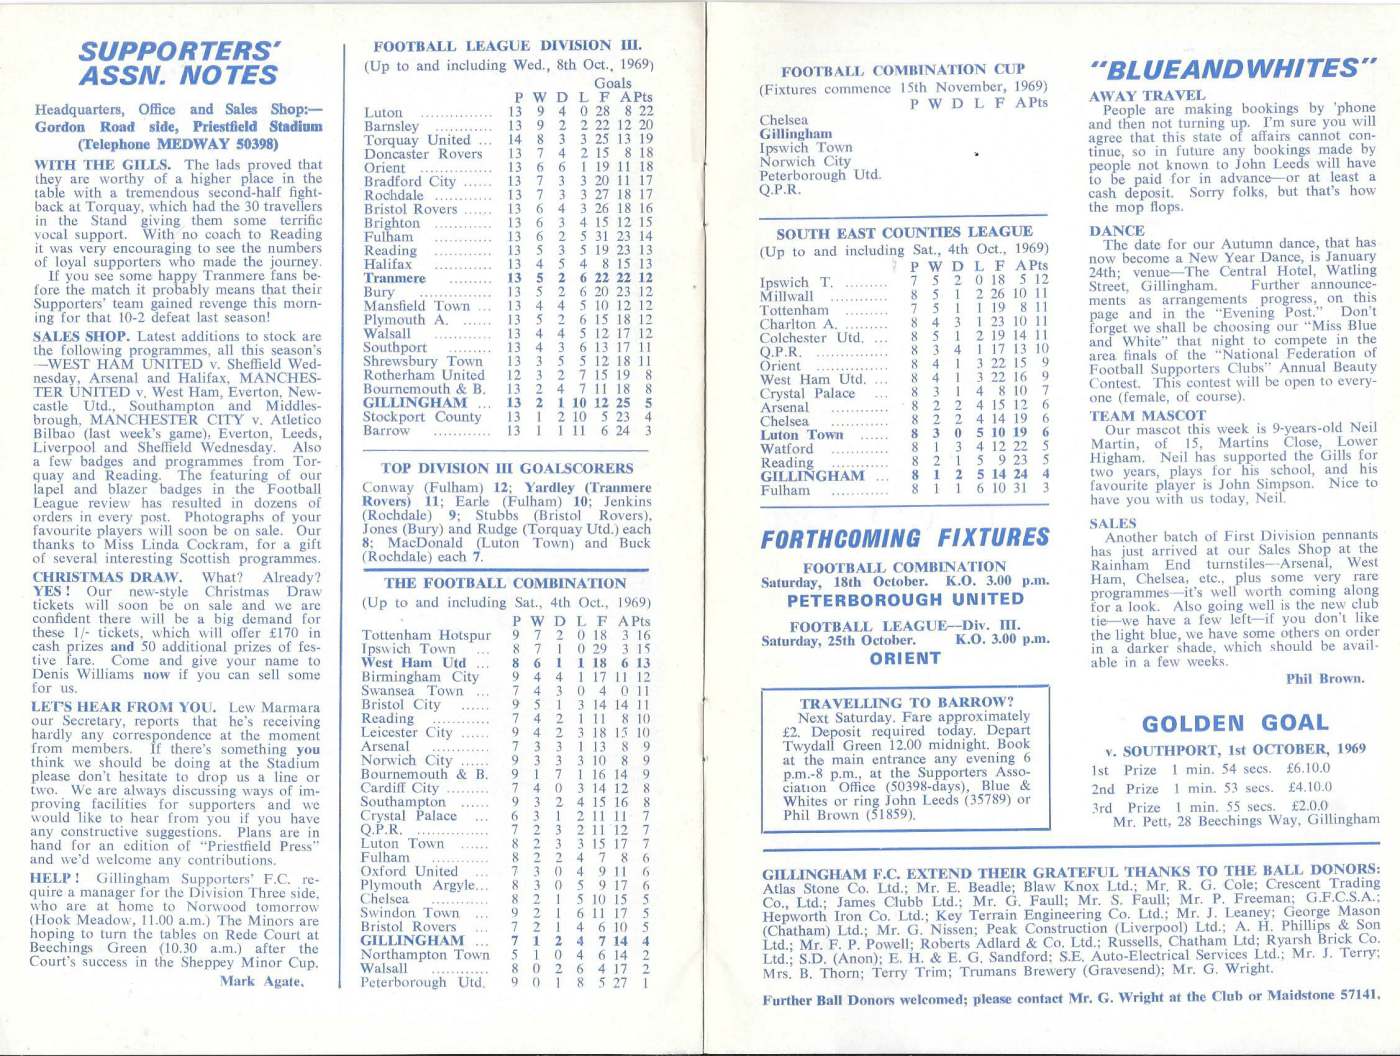 SUPPORTERS'
ASSN. NOTES
Headquarters, Office and Sales Shop:—
Gordon Road side, Priestfield Stadium
(Telephone MEDWAY 50398)
WITH THE GILLS. The lads proved that
they are worthy of a higher place in the
table with a tremendous second-half fight-
back at Torquay, which had the 30 travellers
in the Stand giving them some terrific
vocal support. With no coach to Reading
it was very encouraging to see the numbers
of loyal supporters who made the journey.
If you see some happy Tranmere fans be-
fore the match it probably means that their
Supporters' team gained revenge this morn-
ing for that 10-2 defeat last season!
SALES SHOP. Latest additions to stock are
the following programmes, all this season's
—WEST HAM UNITED v. Sheffield Wed-
nesday, Arsenal and Halifax, MANCHES-
TER UNITED v. West Ham, Everton, New-
castle Utd., Southampton and Middles-
brough, MANCHESTER CITY v. Atletico
Bilbao (last week's game), Everton, Leeds,
Liverpool and Sheffield Wednesday. Also
a few badges and programmes from Tor-
quay and Reading. The featuring of our
lapel and blazer badges in the Football
League review has resulted in dozens of
orders in every post. Photographs of your
favourite players will soon be on sale. Our
thanks to Miss Linda Cockram, for a gift
of several interesting Scottish programmes.
CHRISTMAS DRAW. What? Already?
YES! Our new-style Christmas Draw
tickets will soon be on sale and we are
confident there will be a big demand for
these 1/- tickets, which will offer £170 in
cash prizes and 50 additional prizes of fes-
tive fare. Come and give your name to
Denis Williams now if you can sell some
for us.
LET'S HEAR FROM YOU. Lew Marmara
our Secretary, reports that he's receiving
hardly any correspondence at the moment
from members. If there's something you
think we should be doing at the Stadium
please don't hesitate to drop us a line or
two. We are always discussing ways of im-
proving facilities for supporters and we
would like to hear from you if you have
any constructive suggestions. Plans are in
hand for an edition of "Priestfield Press"
and we'd welcome any contributions.
HELP! Gillingham Supporters' F.C. re-
quire a manager for the Division Three side,
who are at home to Norwood tomorrow
(Hook Meadow, 11.00 a.m.) The Minors are
hoping to turn the tables on Rede Court at
Beechings Green (10.30 a.m.) after the
Court's success in the Sheppey Minor Cup.
Mark Agate.
FOOTBALL LEAGUE DIVISION III.
(Up to and including Wed., 8th Oct., 1969)
Goals
P W D L F A Pts
Luton ............... 13 9 4 0 28 8 22
Barnsley ............ 13 9 2 2 22 12 20
Torquay United ... 14 8 3 3 25 13 19
Doncaster Rovers 13 7 4 2 15 8 18
Orient ............... 13 6 6 1 19 11 18
Bradford City ...... 13 7 3 3 20 11 17
Rochdale ............ 13 7 3 3 27 18 17
Bristol Rovers ...... 13 6 4 3 26 18 16
Brighton ............ 13 6 3 4 15 12 15
Fulham ............ 13 6 2 5 31 23 14
Reading ............ 13 5 3 5 19 23 13
Halifax ............ 13 4 5 4 8 15 13
Tranmere ......... 13 5 2 6 22 22 12
Bury ............... 13 5 2 6 20 23 12
Mansfield Town ... 13 4 4 5 10 12 12
Plymouth A. ...... 13 5 2 6 15 18 12
Walsall ............ 13 4 4 5 12 17 12
Southport ......... 13 4 3 6 13 17 11
Shrewsbury Town 13 3 5 5 12 18 11
Rotherham United 12 3 2 7 15 19 8
Bournemouth & B. 13 2 4 7 11 18 8
GILLINGHAM ... 13 2 1 10 12 25 5
Stockport County 13 1 2 10 5 23 4
Barrow ............ 13 1 1 11 6 24 3
TOP DIVISION III GOALSCORERS
Conway (Fulham) 12; Yardley (Tranmere
Rovers) 11; Earle (Fulham) 10; Jenkins
(Rochdale) 9; Stubbs (Bristol Rovers),
Jones (Bury) and Rudge (Torquay Utd.) each
8; MacDonald (Luton Town) and Buck
(Rochdale) each 7.
THE FOOTBALL COMBINATION
(Up to and including Sat., 4th Oct., 1969)
P W D L F A Pts
Tottenham Hotspur 9 7 2 0 18 3 16
Ipswich Town ... 8 7 1 0 29 3 15
West Ham Utd ... 8 6 1 1 18 6 13
Birmingham City 9 4 4 1 17 11 12
Swansea Town ... 7 4 3 0 4 0 11
Bristol City ...... 9 5 1 3 14 14 11
Reading ............ 7 4 2 1 11 8 10
Leicester City ...... 9 4 2 3 18 15 10
Arsenal ............ 7 3 3 1 13 8 9
Norwich City ...... 9 3 3 3 10 8 9
Bournemouth & B. 9 1 7 1 16 14 9
Cardiff City ......... 7 4 0 3 14 12 8
Southampton ...... 9 3 2 4 15 16 8
Crystal Palace ... 6 3 1 2 11 11 7
Q.P.R. ............... 7 2 3 2 11 12 7
Luton Town ...... 8 2 3 3 15 17 7
Fulham ............ 8 2 2 4 7 8 6
Oxford United ... 7 3 0 4 9 11 6
Plymouth Argyle... 8 3 0 5 9 17 6
Chelsea ............ 8 2 1 5 10 15 5
Swindon Town ... 9 2 1 6 11 17 5
Bristol Rovers ... 7 2 1 4 6 10 5
GILLINGHAM ... 7 1 2 4 7 14 4
Northampton Town 5 1 0 4 6 14 2
Walsall ............ 8 0 2 6 4 17 2
Peterborough Utd. 9 0 1 8 5 27 1
FOOTBALL COMBINATION CUP
(Fixtures commence 15th November, 1969)
P W D L F A Pts
Chelsea
Gillingham
Ipswich Town
Norwich City
Peterborough Utd.
Q.P.R.
SOUTH EAST COUNTIES LEAGUE
(Up to and including Sat., 4th Oct., 1969)
P W D L F A Pts
Ipswich T. ......... 7 5 2 0 18 5 12
Millwall ............ 8 5 1 2 26 10 11
Tottenham ......... 7 5 1 1 19 8 11
Charlton A. ......... 8 4 3 1 23 10 11
Colchester Utd. ... 8 5 1 2 19 14 11
Q.P.R. ............... 8 3 4 1 17 13 10
Orient ............... 8 4 1 3 22 15 9
West Ham Utd. ... 8 4 1 3 22 16 9
Crystal Palace ... 8 3 1 4 8 10 7
Arsenal ............ 8 2 2 4 15 12 6
Chelsea ............ 8 2 2 4 14 19 6
Luton Town ...... 8 3 0 5 10 19 6
Watford ............ 8 1 3 4 12 22 5
Reading ............ 8 2 1 5 9 23 5
GILLINGHAM ... 8 1 2 5 14 24 4
Fulham ............ 8 1 1 6 10 31 3
FORTHCOMING FIXTURES
FOOTBALL COMBINATION
Saturday, 18th October. K.O. 3.00 p.m.
PETERBOROUGH UNITED
FOOTBALL LEAGUE—Div. III.
Saturday, 25th October. K.O. 3.00 p.m.
ORIENT
TRAVELLING TO BARROW?
Next Saturday. Fare approximately
£2. Deposit required today. Depart
Twydall Green 12.00 midnight. Book
at the main entrance any evening 6
p.m.-8 p.m., at the Supporters Asso-
ciation Office (50398-days), Blue &
Whites or ring John Leeds (35789) or
Phil Brown (51859).
"BLUEANDWHITES"
AWAY TRAVEL
People are making bookings by 'phone
and then not turning up. I'm sure you will
agree that this state of affairs cannot con-
tinue, so in future any bookings made by
people not known to John Leeds will have
to be paid for in advance—or at least a
cash deposit. Sorry folks, but that's how
the mop flops.
DANCE
The date for our Autumn dance, that has
now become a New Year Dance, is January
24th; venue—The Central Hotel, Watling
Street, Gillingham. Further announce-
ments as arrangements progress, on this
page and in the "Evening Post." Don't
forget we shall be choosing our "Miss Blue
and White" that night to compete in the
area finals of the "National Federation of
Football Supporters Clubs" Annual Beauty
Contest. This contest will be open to every-
one (female, of course).
TEAM MASCOT
Our mascot this week is 9-years-old Neil
Martin, of 15, Martins Close, Lower
Higham. Neil has supported the Gills for
two years, plays for his school, and his
favourite player is John Simpson. Nice to
have you with us today, Neil.
SALES
Another batch of First Division pennants
has just arrived at our Sales Shop at the
Rainham End turnstiles—Arsenal, West
Ham, Chelsea, etc., plus some very rare
programmes—it's well worth coming along
for a look. Also going well is the new club
tie—we have a few left—if you don't like
the light blue, we have some others on order
in a darker shade, which should be avail-
able in a few weeks.
Phil Brown.
GOLDEN GOAL
v. SOUTHPORT, 1st OCTOBER, 1969
1st Prize 1 min. 54 secs. £6.10.0
2nd Prize 1 min. 53 secs. £4.10.0
3rd Prize 1 min. 55 secs. £2.0.0
Mr. Pett, 28 Beechings Way, Gillingham
GILLINGHAM F.C. EXTEND THEIR GRATEFUL THANKS TO THE BALL DONORS:
Atlas Stone Co. Ltd.; Mr. E. Beadle; Blaw Knox Ltd.; Mr. R. G. Cole; Crescent Trading
Co., Ltd.; James Clubb Ltd.; Mr. G. Faull; Mr. S. Faull; Mr. P. Freeman; G.F.C.S.A.;
Hepworth Iron Co. Ltd.; Key Terrain Engineering Co. Ltd.; Mr. J. Leaney; George Mason
(Chatham) Ltd.; Mr. G. Nissen; Peak Construction (Liverpool) Ltd.; A. H. Phillips & Son
Ltd.; Mr. F. P. Powell; Roberts Adlard & Co. Ltd.; Russells, Chatham Ltd; Ryarsh Brick Co.
Ltd.; S.D. (Anon); E. H. & E. G. Sandford; S.E. Auto-Electrical Services Ltd.; Mr. J. Terry;
Mrs. B. Thorn; Terry Trim; Trumans Brewery (Gravesend); Mr. G. Wright.
Further Ball Donors welcomed; please contact Mr. G. Wright at the Club or Maidstone 57141.